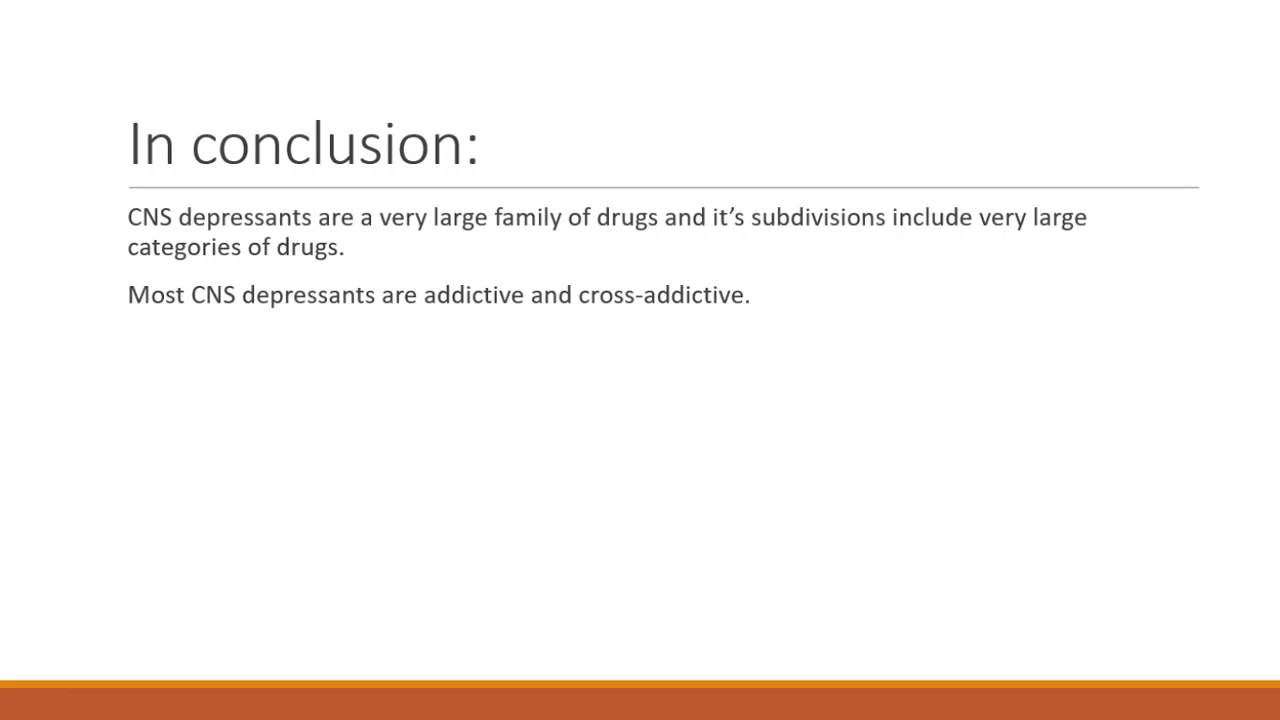 In conclusion:
CNS depressants are a very large family of drugs and it’s subdivisions include very large
categories of drugs.
Most CNS depressants are addictive and cross-addictive.